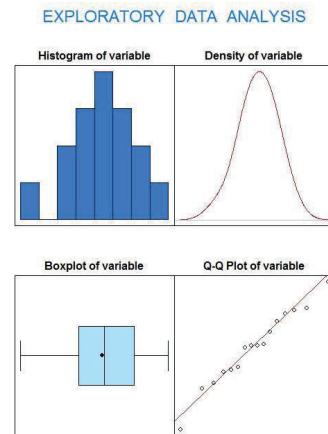 EXPLORATORY DATA ANALYSIS
Histogram of variable
Density of variable
Boxplot of variable
Q-Q Plot of variable